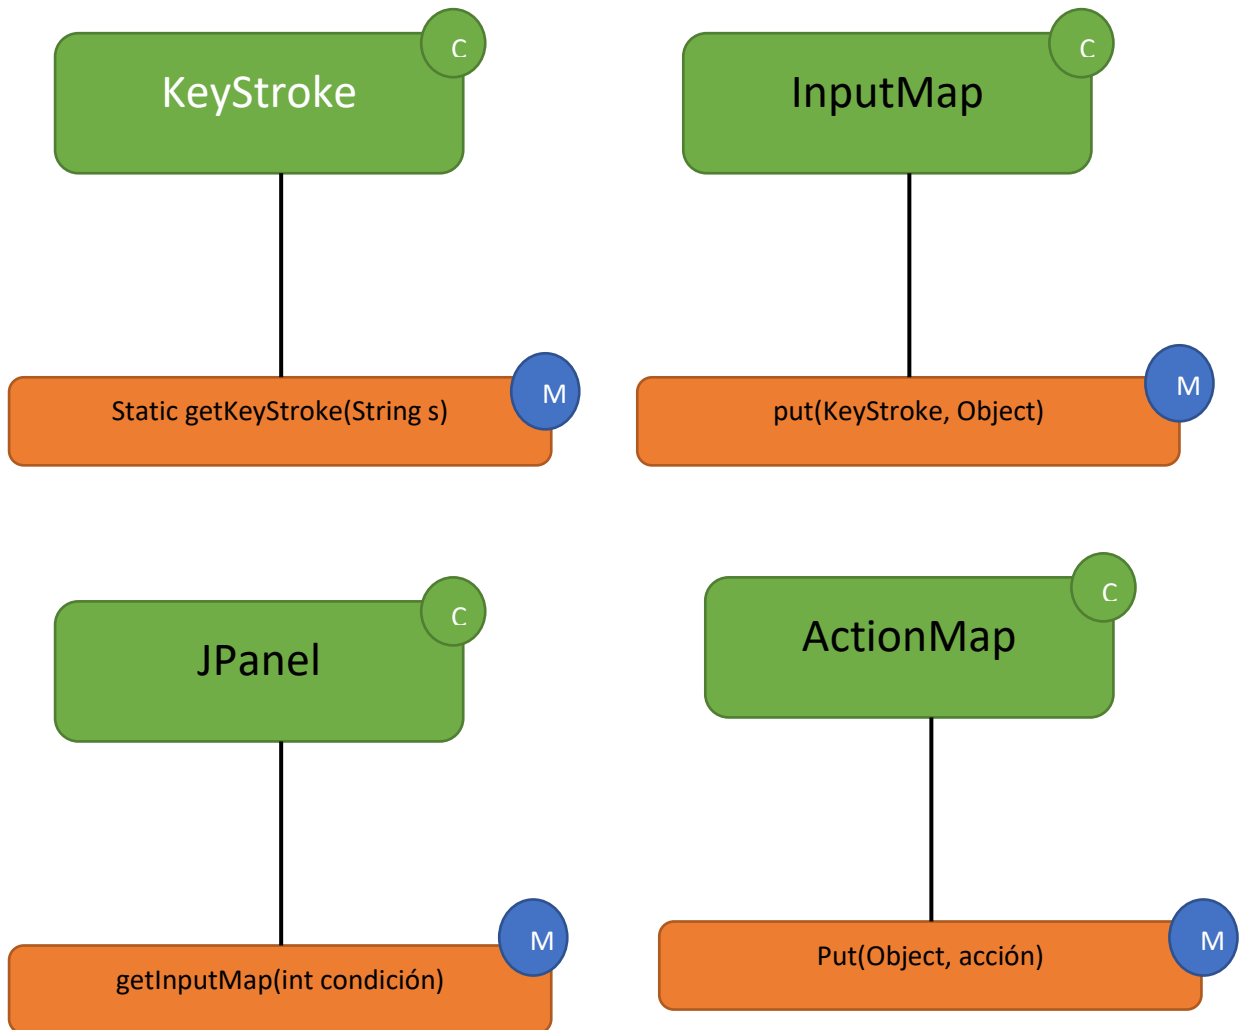 C
KeyStroke
C
InputMap
M
Static getKeyStroke(String s)
M
put(KeyStroke, Object)
C
JPanel
C
ActionMap
M
getInputMap(int condición)
M
Put(Object, acción)